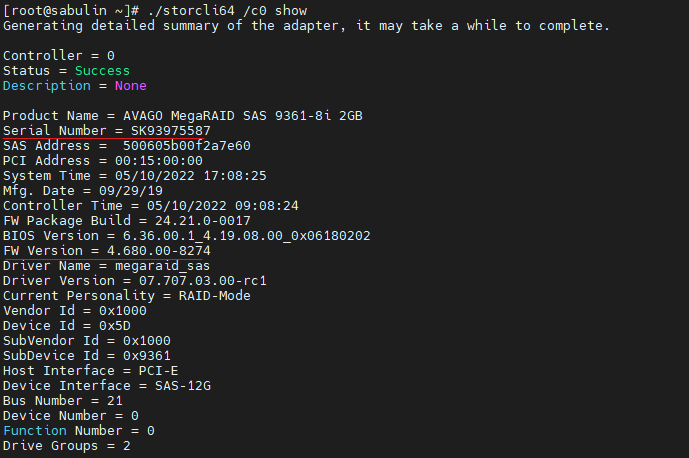 [root@sabulin ~]# ./storcli64 /c0 show
Generating detailed summary of the adapter, it may take a while to complete.
Controller = 0
Status = Success
Description = None
Product Name = AVAGO MegaRAID SAS 9361-8i 2GB
Serial Number = SK93975587
SAS Address =  500605b00f2a7e60
PCI Address = 00:15:00:00
System Time = 05/10/2022 17:08:25
Mfg. Date = 09/29/19
Controller Time = 05/10/2022 09:08:24
FW Package Build = 24.21.0-0017
BIOS Version = 6.36.00.1_4.19.08.00_0x06180202
FW Version = 4.680.00-8274
Driver Name = megaraid_sas
Driver Version = 07.707.03.00-rc1
Current Personality = RAID-Mode
Vendor Id = 0x1000
Device Id = 0x5D
SubVendor Id = 0x1000
SubDevice Id = 0x9361
Host Interface = PCI-E
Device Interface = SAS-12G
Bus Number = 21
Device Number = 0
Function Number = 0
Drive Groups = 2